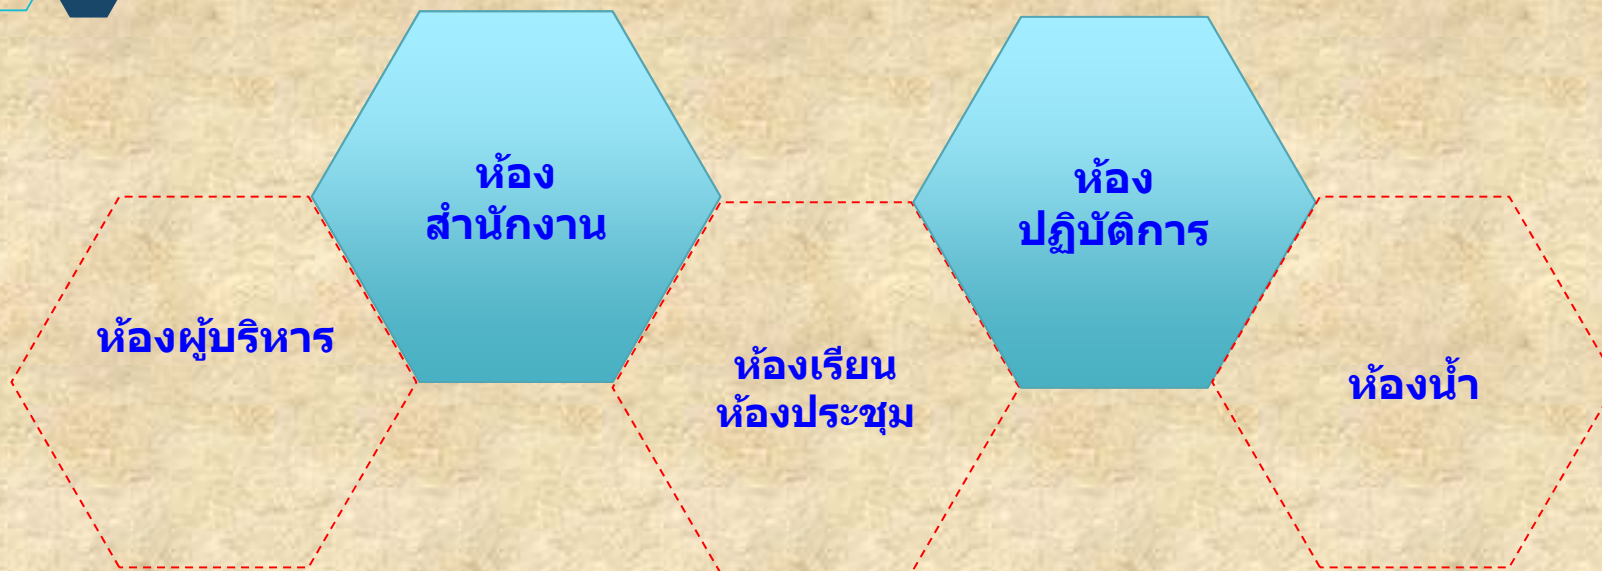 ห้องผู้บริหาร
ห้อง
สำนักงาน
ห้องเรียน
ห้องประชุม
ห้อง
ปฏิบัติการ
ห้องน้ำ